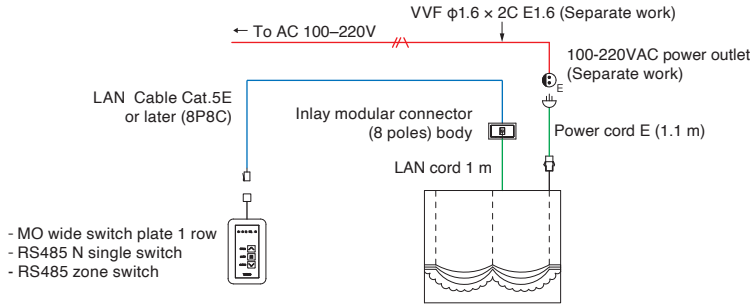 VVF φ1.6 × 2C E1.6 (Separate work)
← To AC 100–220V
100-220VAC power outlet
(Separate work)
E
LAN Cable Cat.5E
or later (8P8C)
Inlay modular connector
(8 poles) body
Power cord E (1.1 m)
LAN cord 1 m
- MO wide switch plate 1 row
- RS485 N single switch
- RS485 zone switch